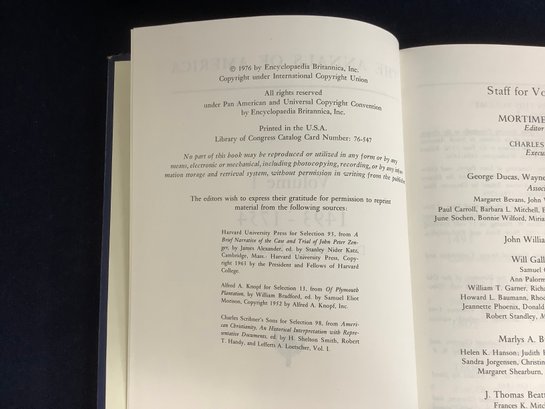 © 1976 by Encyclopaedia Britannica, Inc.
Copyright under International Copyright Union
All rights reserved
under Pan American and Universal Copyright Convention
by Encyclopaedia Britannica, Inc.
Printed in the U.S.A.
Library of Congress Catalog Card Number: 76-547
No part of this book may be reproduced or utilized in any form or by any
means, electronic or mechanical, including photocopying, recording, or by any
mation storage and retrieval system, without permission in writing from the publisher
The editors wish to express their gratitude for permission to reprint
material from the following sources:
Harvard University Press for Selection 93, from A
Brief Narrative of the Case and Trial of John Peter Zen-
ger, by James Alexander, ed. by Stanley Nider Katz,
Cambridge, Mass.: Harvard University Press, Copy-
right 1963 by the President and Fellows of Harvard
College.
Alfred A. Knopf for Selection 13, from Of Plymouth
Plantation, by William Bradford, ed. by Samuel Eliot
Morison, Copyright 1952 by Alfred A. Knopf, Inc.
Charles Scribner's Sons for Selection 98, from Ameri-
can Christianity, An Historical Interpretation with Repre-
sentative Documents, ed. by H. Shelton Smith, Robert
T. Handy, and Lefferts A. Loetscher, Vol. I.
Staff for Vo
MORTIME
Editor
CHARLES
Execu
George Ducas, Wayne
Margaret Bevans, John
Paul Carroll, Barbara L. Mitchell,
June Sochen, Bonnie Wilford, Miria
John Willia
Will Gall
Samuel
Ann Palorm
William T. Garner, Rich
Howard L. Baumann, Rho
Jeannette Phoenix, Donald
Robert Standley, M
Marlys A. B
Helen K. Hanson; Judith
Sandra Jorgensen, Christin
Margaret Shearburn,
J. Thomas Beatt
Frances K. Mitc